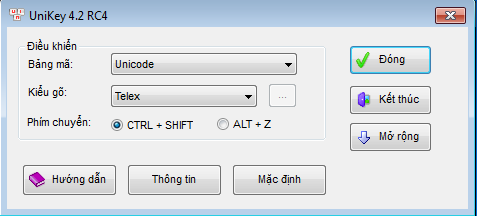 UniKey 4.2 RC4
Điều khiển
Bảng mã:
Unicode
Đóng
Kiểu gõ:
Telex
...
Kết thúc
Phím chuyển:
CTRL + SHIFT
ALT + Z
Mở rộng
Hướng dẫn
Thông tin
Mặc định